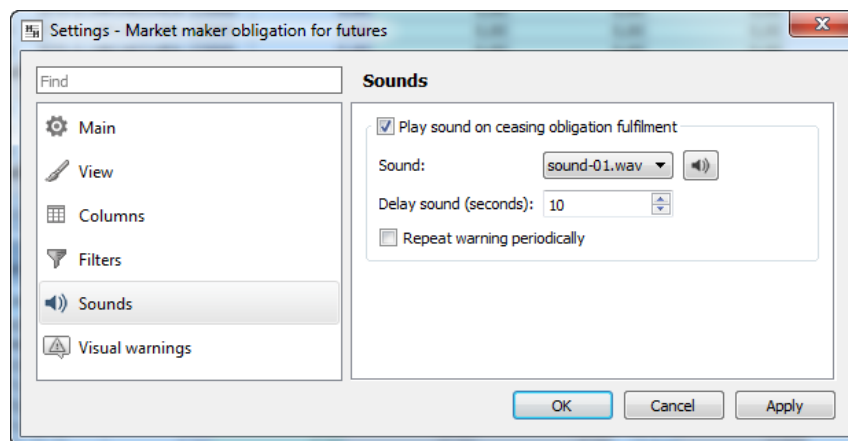 Settings - Market maker obligation for futures
Find
Main
View
Columns
Filters
Sounds
Visual warnings
Sounds
Play sound on ceasing obligation fulfilment
Sound: sound-01.wav
Delay sound (seconds): 10
Repeat warning periodically
OK Cancel Apply